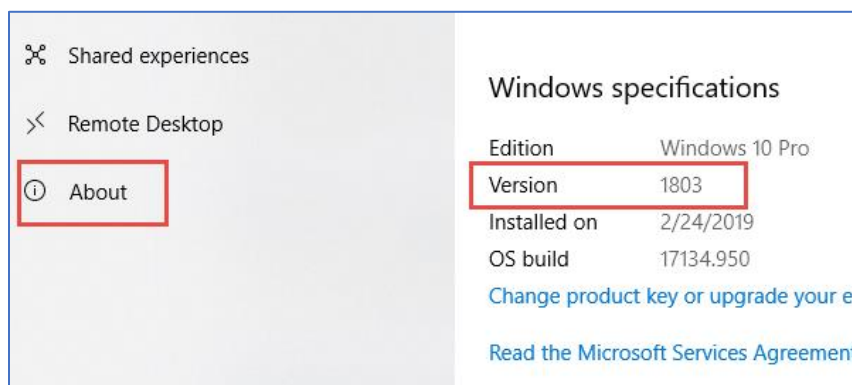 Shared experiences
Remote Desktop
About
Windows specifications
Edition Windows 10 Pro
Version 1803
Installed on 2/24/2019
OS build 17134.950
Change product key or upgrade your e
Read the Microsoft Services Agreement